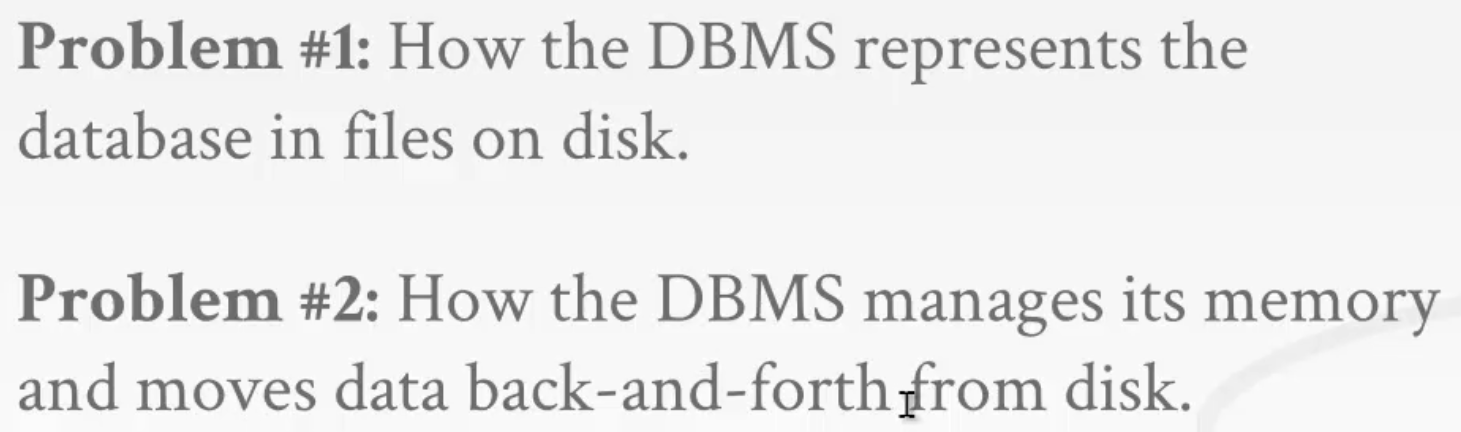 Problem #1: How the DBMS represents the
database in files on disk.
Problem #2: How the DBMS manages its memory
and moves data back-and-forth from disk.